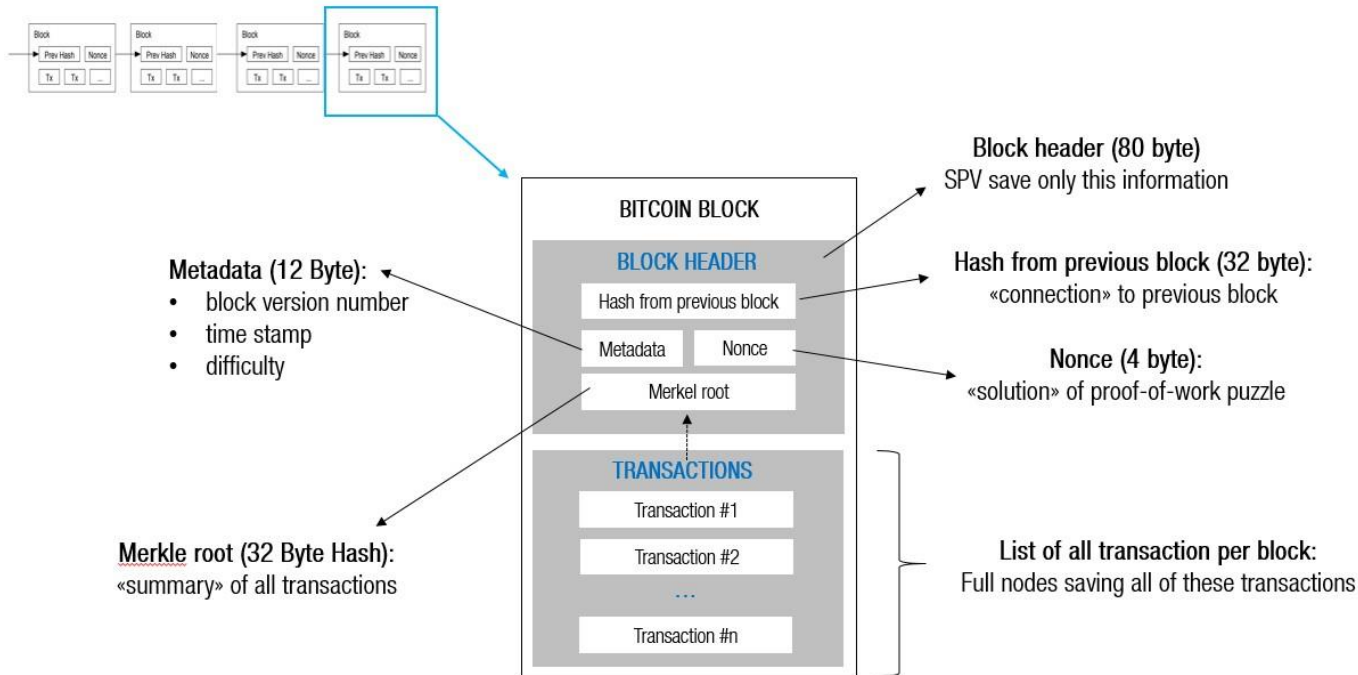 Block
Prev Hash Nonce
Tx Tx ...
Block
Prev Hash Nonce
Tx Tx ...
Block
Prev Hash Nonce
Tx Tx ...
Block
Prev Hash Nonce
Tx Tx ...
Block header (80 byte)
SPV save only this information
BITCOIN BLOCK
BLOCK HEADER
Hash from previous block
Metadata Nonce
Merkel root
Metadata (12 Byte):
• block version number
• time stamp
• difficulty
Hash from previous block (32 byte):
«connection» to previous block
Nonce (4 byte):
«solution» of proof-of-work puzzle
TRANSACTIONS
Transaction #1
Transaction #2
...
Transaction #n
Merkle root (32 Byte Hash):
«summary» of all transactions
List of all transaction per block:
Full nodes saving all of these transactions